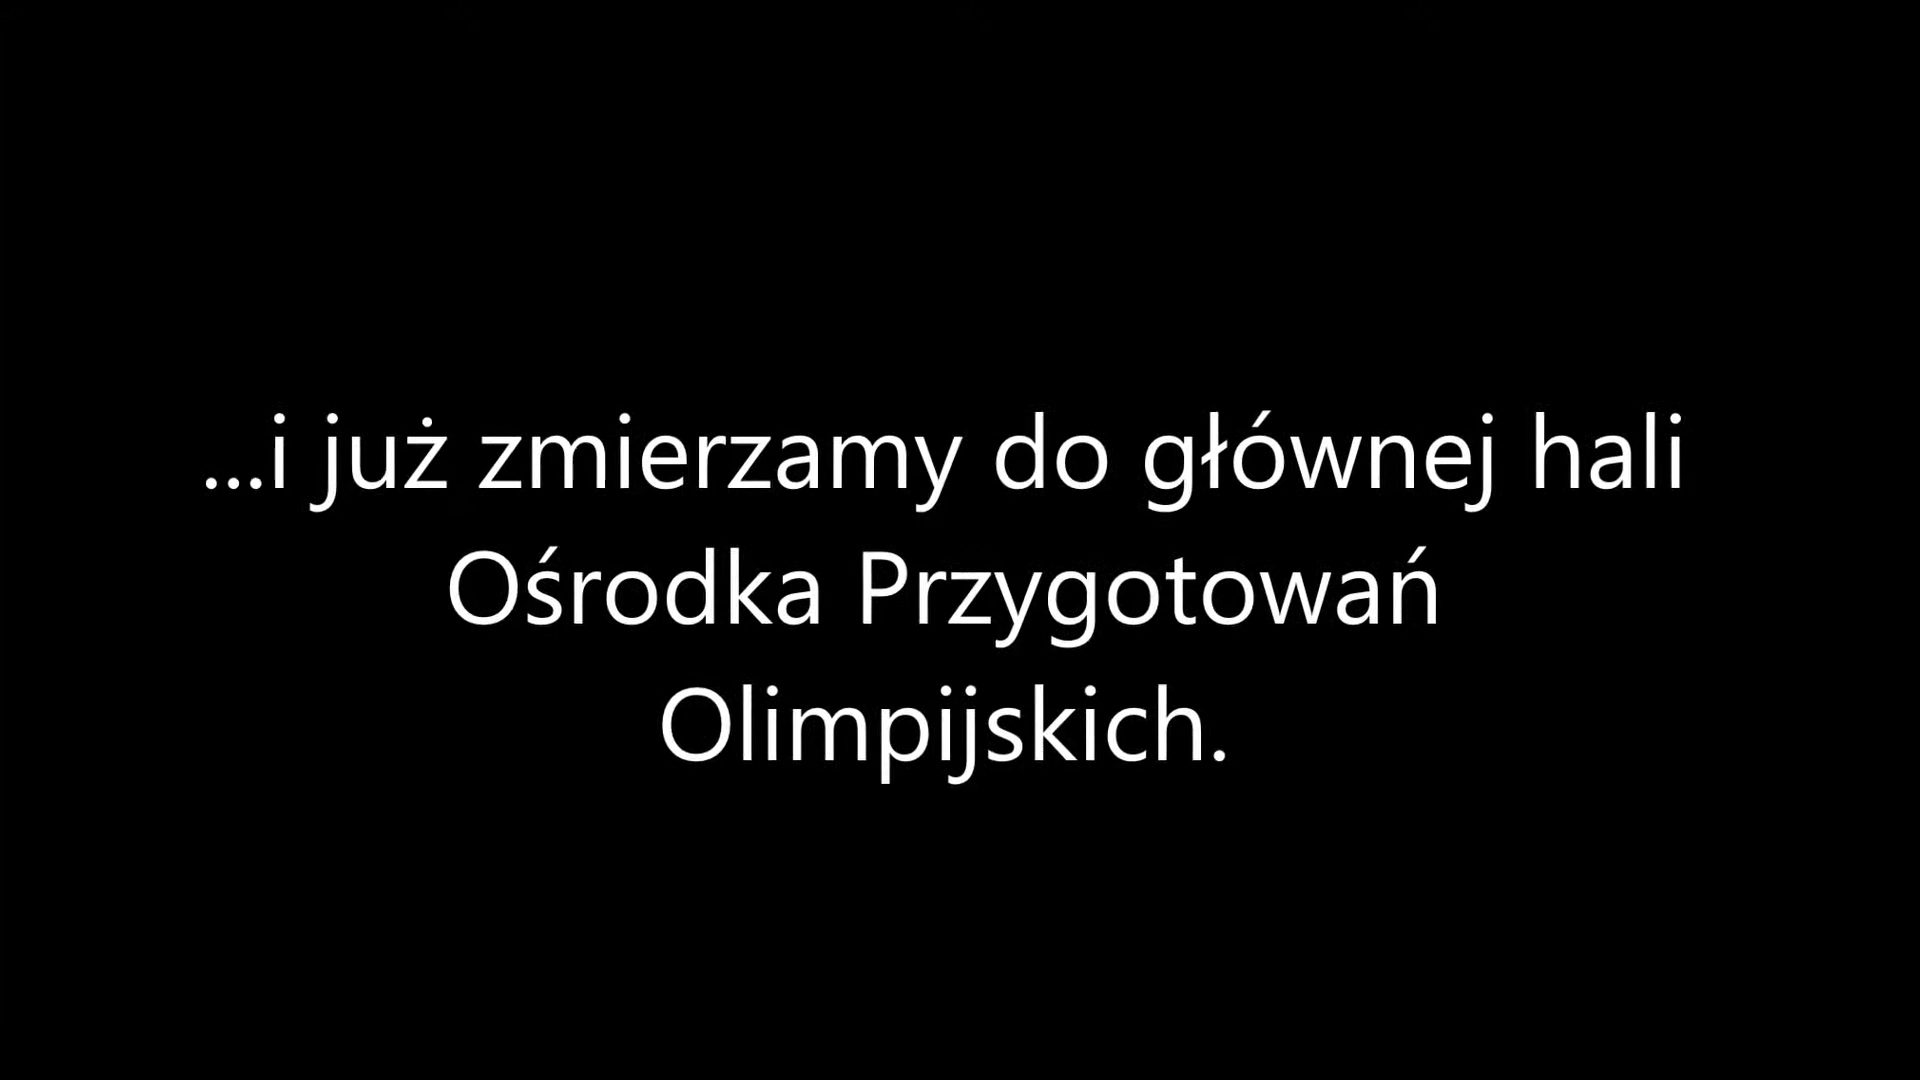 ...i już zmierzamy do głównej hali
Ośrodka Przygotowań
Olimpijskich.